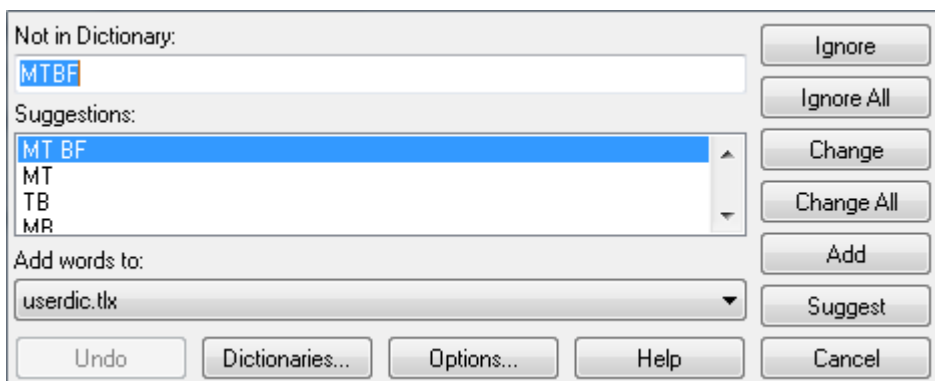 Not in Dictionary:
MTBF
Suggestions:
MT BF
MT
TB
MB
Add words to:
userdic.tlx
Ignore
Ignore All
Change
Change All
Add
Suggest
Undo
Dictionaries...
Options...
Help
Cancel